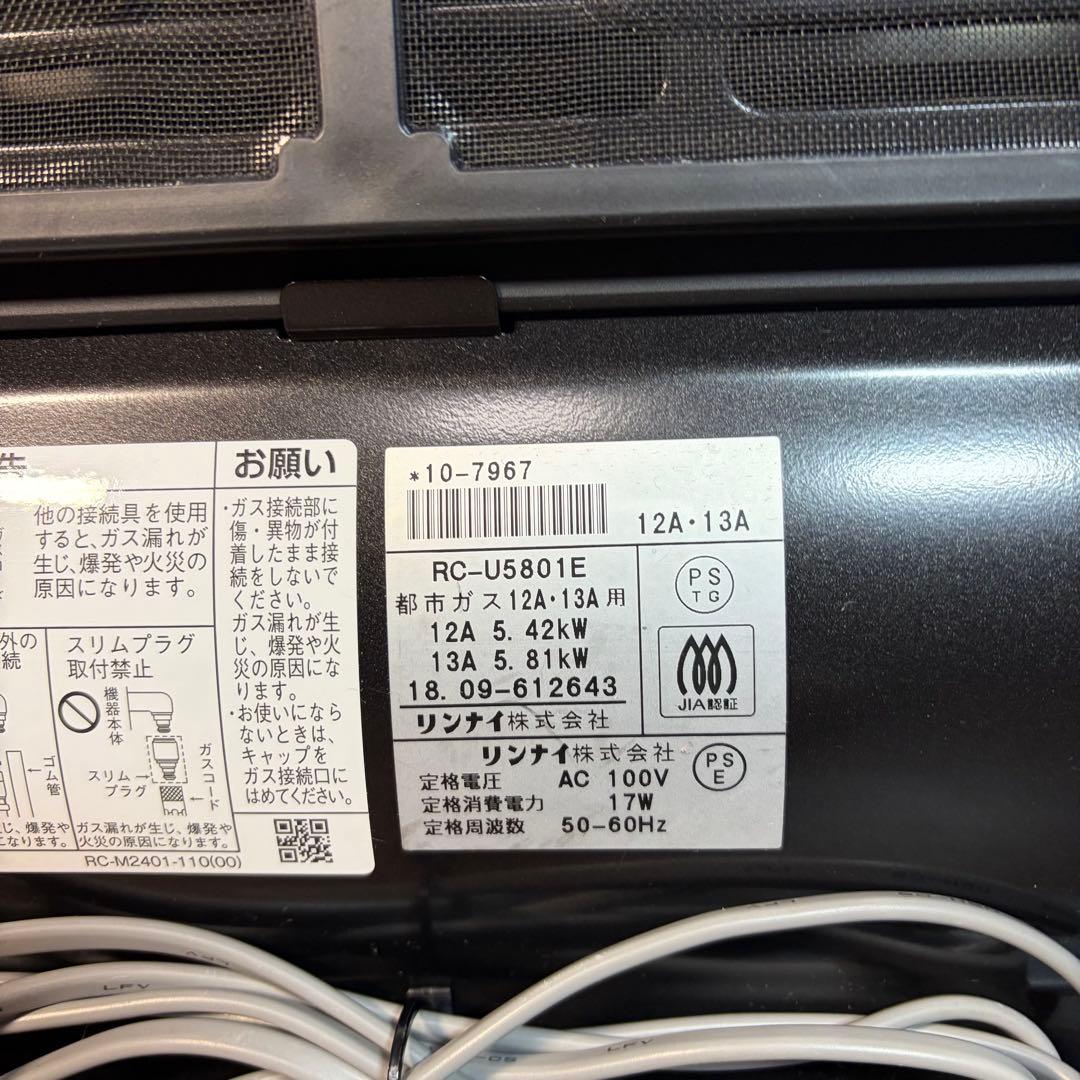 他の接続具を使用
すると、ガス漏れが
生じ、爆発や火災の
原因になります。
外の
続
スリムプラグ
取付禁止
機器本体
ガスコード
スリム
プラグ
ゴム管
生じ、爆発や
になります。
ガス漏れが生じ、爆発や
火災の原因になります。
お願い
・ガス接続部に
傷・異物が付
着したまま接
続をしないで
ください。
ガス漏れが生
じ、爆発や火
災の原因にな
ります。
・お使いになら
ないときは、
キャップを
ガス接続口に
はめてください。
RC-M2401-110(00)
*10-7967
12A・13A
RC-U5801E
都市ガス12A・13A用
12A 5.42kW
13A 5.81kW
18.09-612643
リンナイ株式会社
PS
TG
JIA認証
リンナイ株式会社
定格電圧 AC 100V
定格消費電力 17W
定格周波数 50-60Hz
PS
E
LFV
LFV
LFV